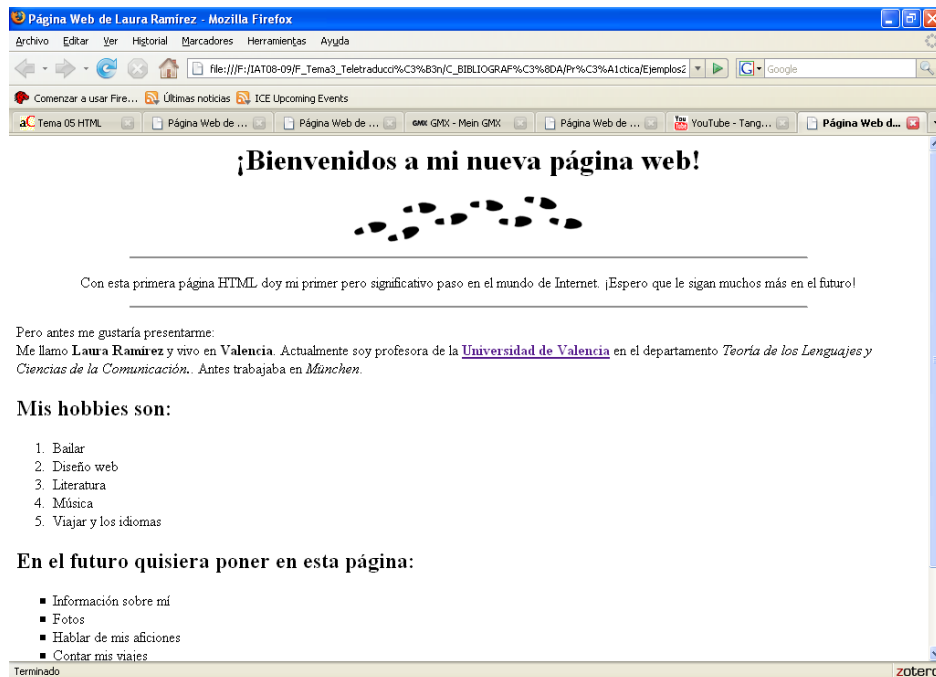 Página Web de Laura Ramírez - Mozilla Firefox
Archivo Editar Ver Historial Marcadores Herramientas Ayuda
file:///F:/IAT08-09/F_Tema3_Teletraducci%C3%B3n/C_BIBLIOGRAF%C3%8DA/Pr%C3%A1ctica/Ejemplos2 G Google
Comenzar a usar Fire... Últimas noticias ICE Upcoming Events
aC Tema 05 HTML Página Web de ... Página Web de ... GMX GMX - Mein GMX Página Web de ... You Tube YouTube - Tang... Página Web d...
¡Bienvenidos a mi nueva página web!
Con esta primera página HTML doy mi primer pero significativo paso en el mundo de Internet. ¡Espero que le sigan muchos más en el futuro!
Pero antes me gustaría presentarme:
Me llamo Laura Ramírez y vivo en Valencia. Actualmente soy profesora de la Universidad de Valencia en el departamento Teoría de los Lenguajes y
Ciencias de la Comunicación.. Antes trabajaba en München.
Mis hobbies son:
1. Bailar
2. Diseño web
3. Literatura
4. Música
5. Viajar y los idiomas
En el futuro quisiera poner en esta página:
Información sobre mí
Fotos
Hablar de mis aficiones
Contar mis viajes
Terminado zotero